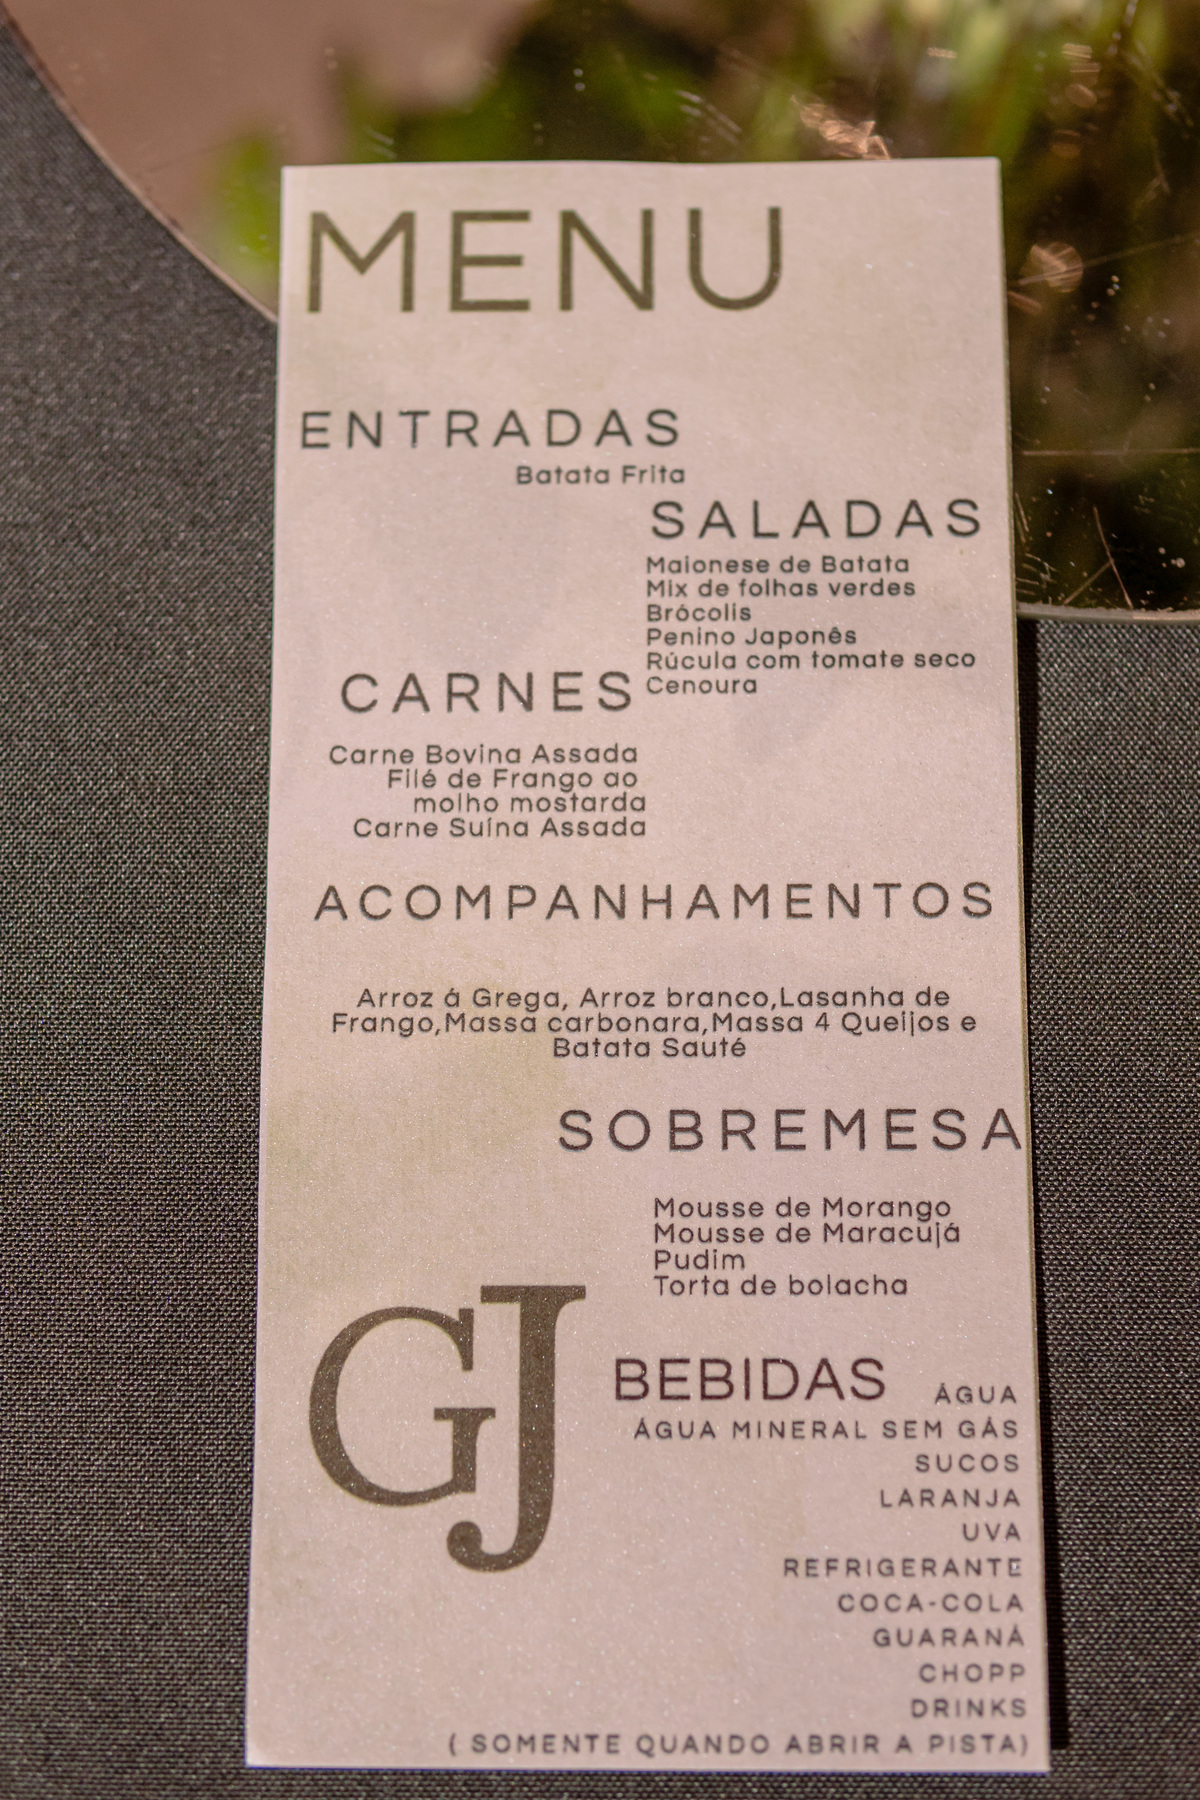 MENU
ENTRADAS
Batata Frita
SALADAS
Maionese de Batata
Mix de folhas verdes
Brócolis
Penino Japonês
Rúcula com tomate seco
Cenoura
CARNES
Carne Bovina Assada
Filé de Frango ao
molho mostarda
Carne Suína Assada
ACOMPANHAMENTOS
Arroz á Grega, Arroz branco,Lasanha de
Frango,Massa carbonara,Massa 4 Queijos e
Batata Sauté
SOBREMESA
Mousse de Morango
Mousse de Maracujá
Pudim
Torta de bolacha
GJ
BEBIDAS
ÁGUA
ÁGUA MINERAL SEM GÁS
SUCOS
LARANJA
UVA
REFRIGERANTE
COCA-COLA
GUARANÁ
CHOPP
DRINKS
( SOMENTE QUANDO ABRIR A PISTA)